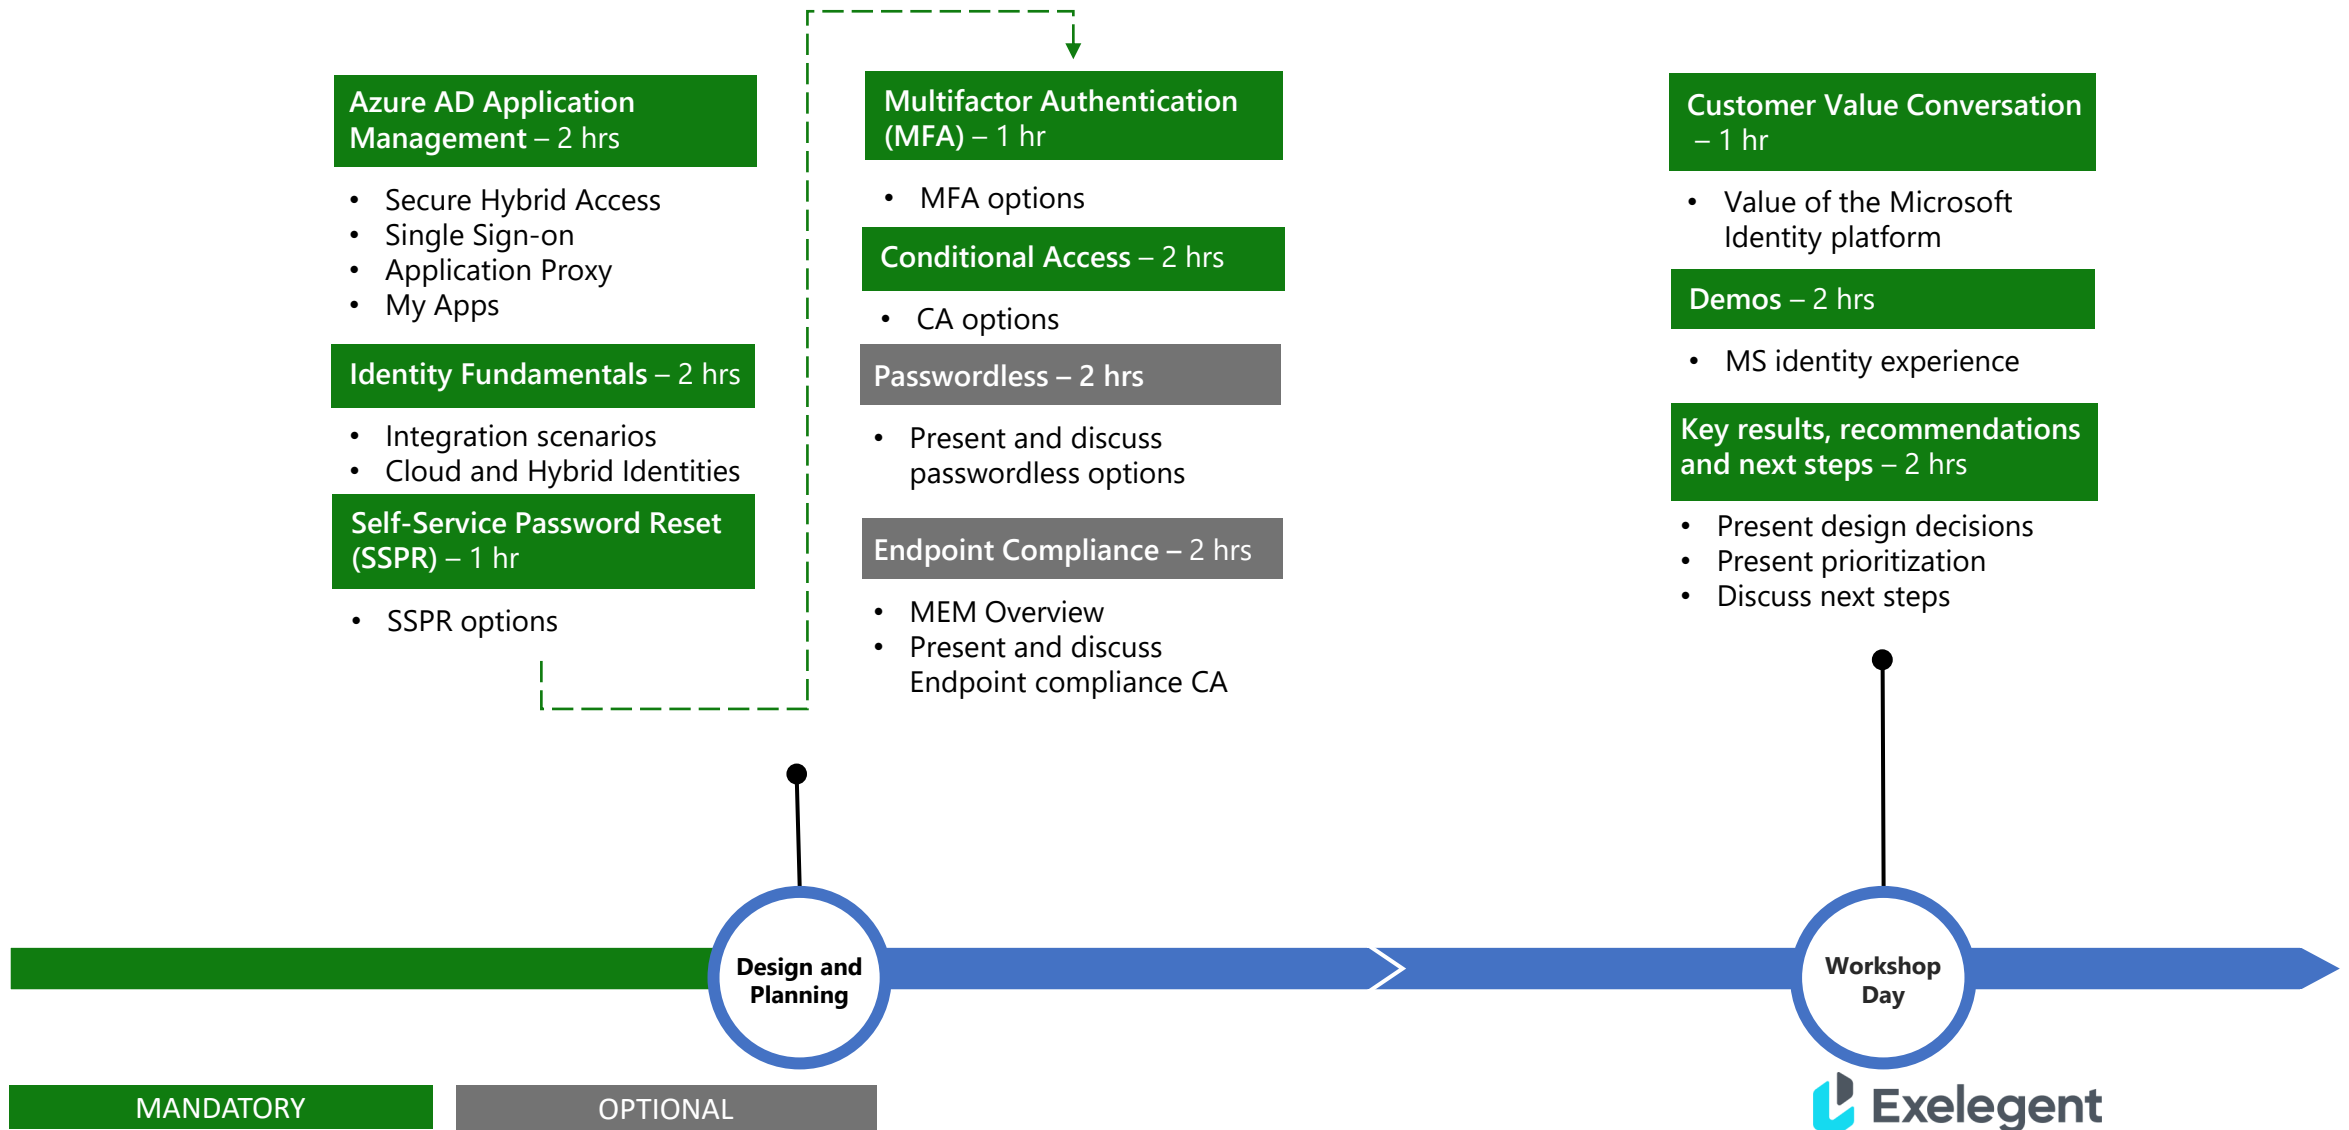 Azure AD Application
Management – 2 hrs
• Secure Hybrid Access
• Single Sign-on
• Application Proxy
• My Apps
Identity Fundamentals – 2 hrs
• Integration scenarios
• Cloud and Hybrid Identities
Self-Service Password Reset
(SSPR) – 1 hr
• SSPR options
Multifactor Authentication
(MFA) – 1 hr
• MFA options
Conditional Access – 2 hrs
• CA options
Passwordless – 2 hrs
• Present and discuss
passwordless options
Endpoint Compliance – 2 hrs
• MEM Overview
• Present and discuss
Endpoint compliance CA
Customer Value Conversation
– 1 hr
• Value of the Microsoft
Identity platform
Demos – 2 hrs
• MS identity experience
Key results, recommendations
and next steps – 2 hrs
• Present design decisions
• Present prioritization
• Discuss next steps
Design and
Planning
Workshop
Day
MANDATORY
OPTIONAL
Exelegent